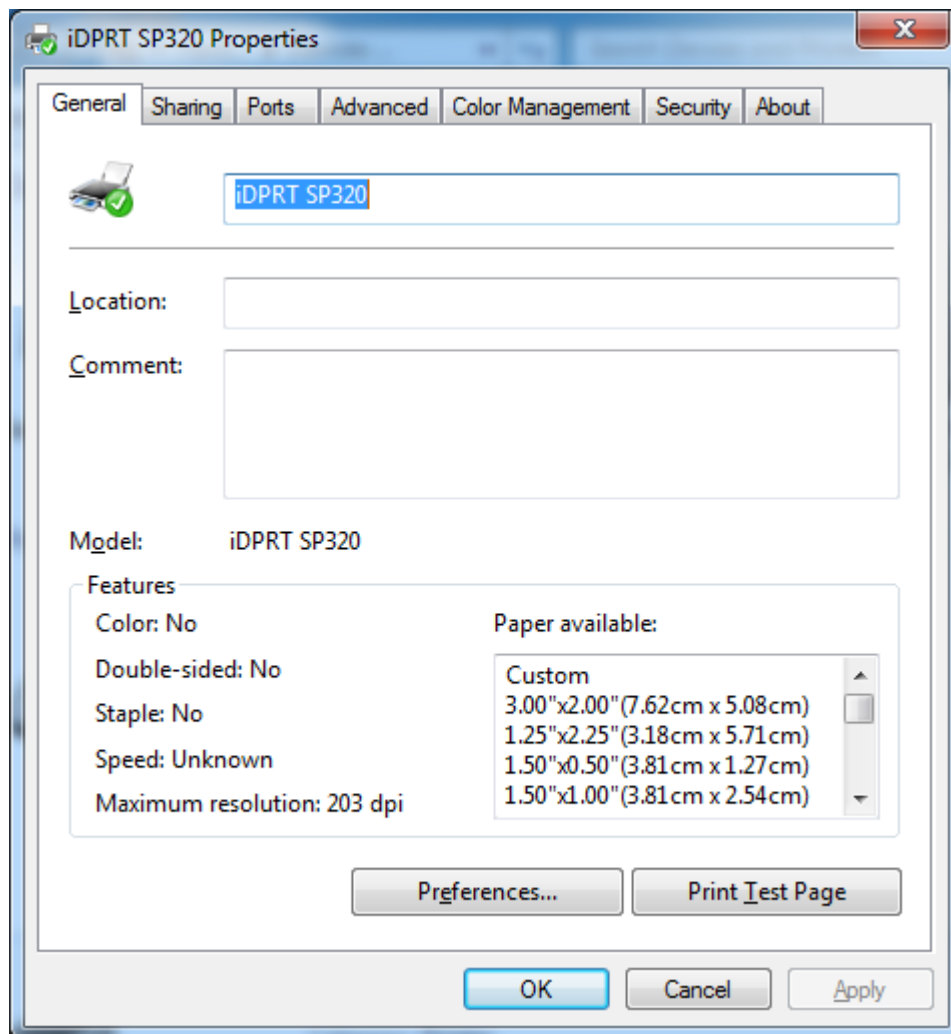 iDPRT SP320 Properties
General Sharing Ports Advanced Color Management Security About
iDPRT SP320
Location:
Comment:
Model: iDPRT SP320
Features
Color: No
Double-sided: No
Staple: No
Speed: Unknown
Maximum resolution: 203 dpi
Paper available:
Custom
3.00"x2.00"(7.62cm x 5.08cm)
1.25"x2.25"(3.18cm x 5.71cm)
1.50"x0.50"(3.81cm x 1.27cm)
1.50"x1.00"(3.81cm x 2.54cm)
Preferences... Print Test Page
OK Cancel Apply